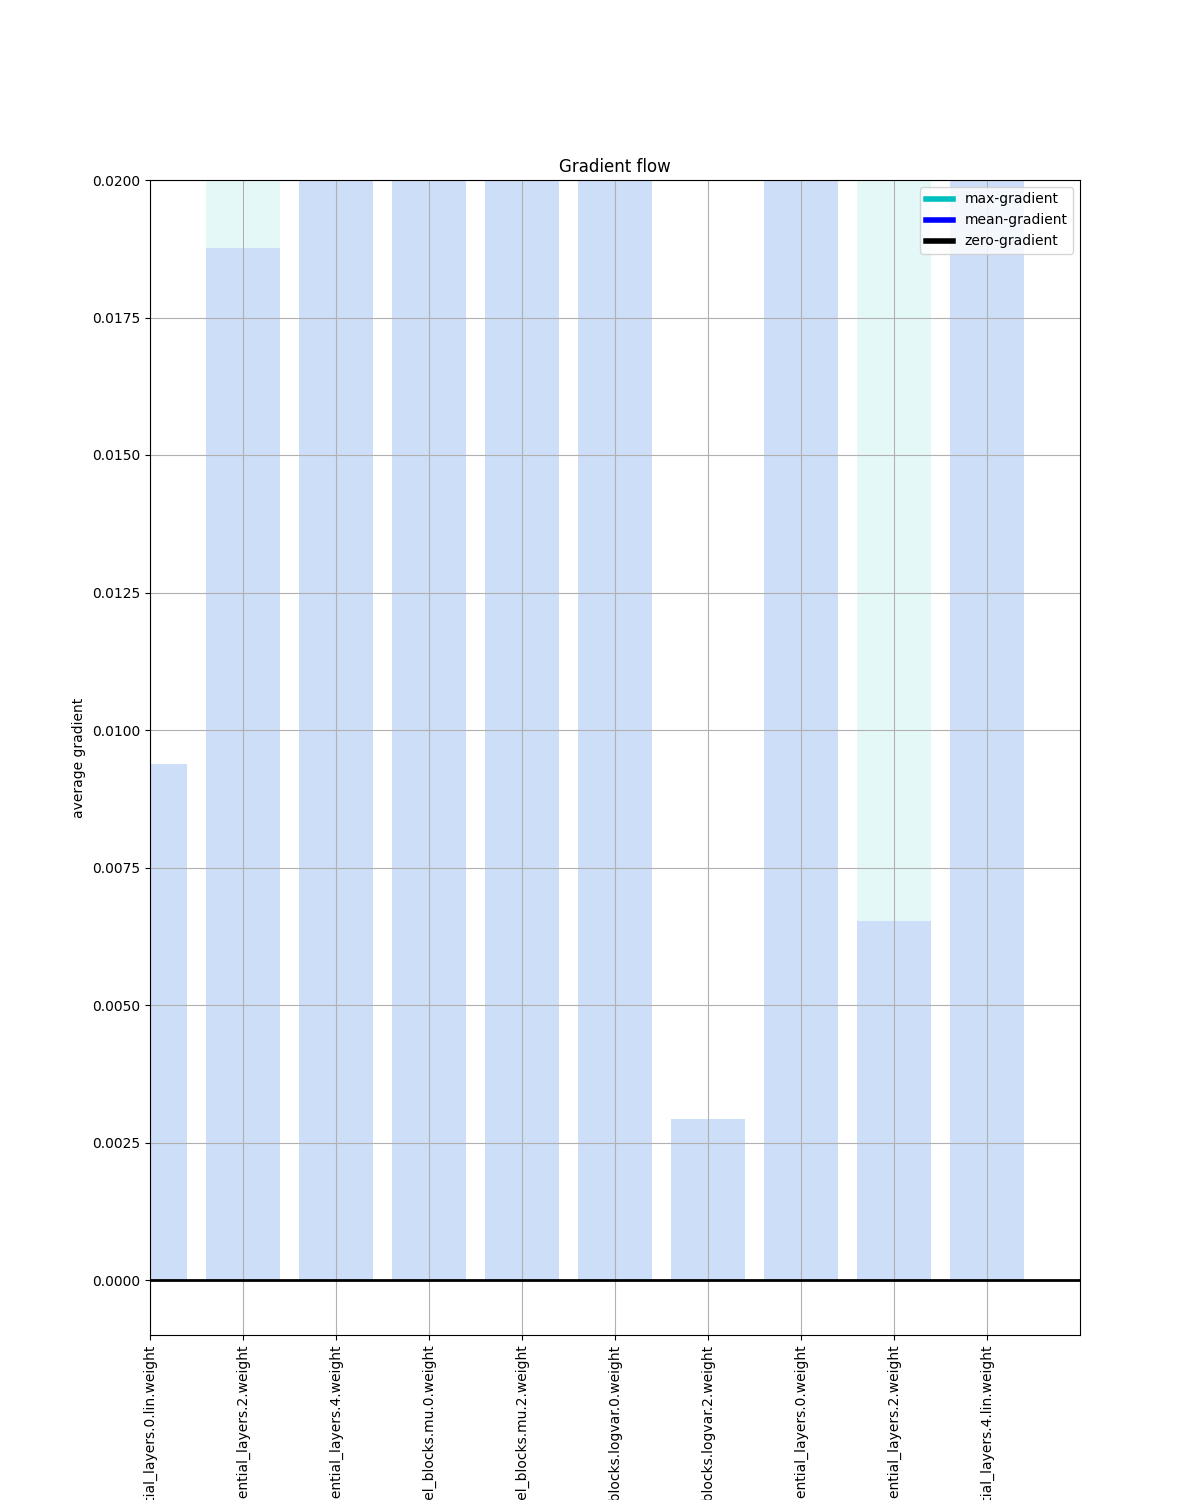 Gradient flow
max-gradient
mean-gradient
zero-gradient
0.0200
0.0175
0.0150
0.0125
0.0100
0.0075
0.0050
0.0025
0.0000
average gradient
tial_layers.0.lin.weight
ential_layers.2.weight
ential_layers.4.weight
el_blocks.mu.0.weight
el_blocks.mu.2.weight
blocks.logvar.0.weight
blocks.logvar.2.weight
ential_layers.0.weight
ential_layers.2.weight
tial_layers.4.lin.weight